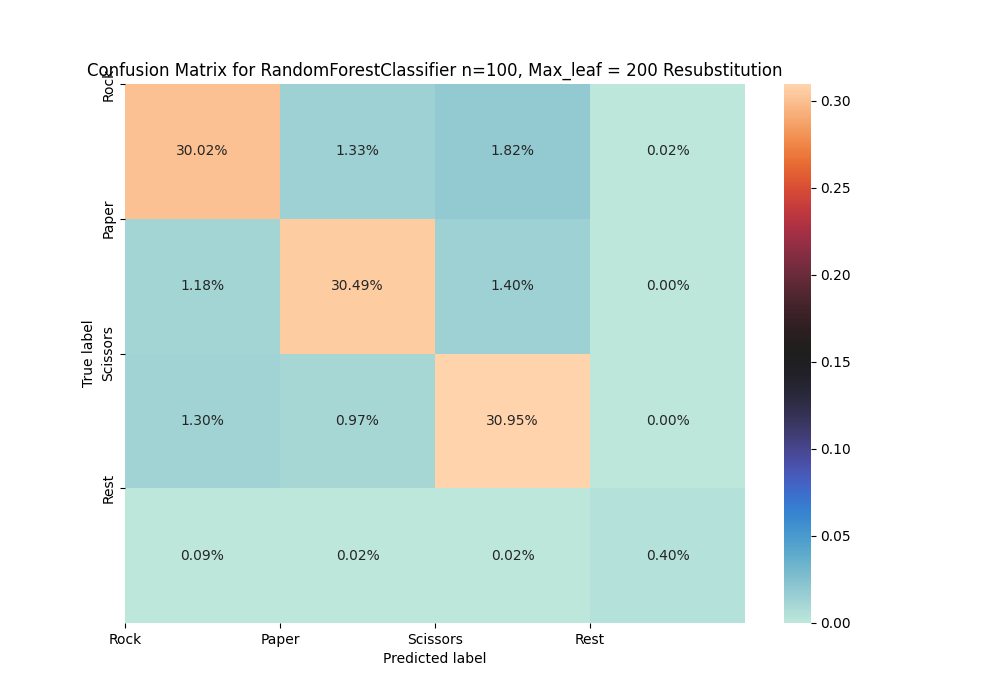 Confusion Matrix for RandomForestClassifier n=100, Max_leaf = 200 Resubstitution
Rock
30.02% 1.33% 1.82% 0.02%
Paper
1.18% 30.49% 1.40% 0.00%
Scissors
1.30% 0.97% 30.95% 0.00%
Rest
0.09% 0.02% 0.02% 0.40%
True label
Rock Paper Scissors Rest
Predicted label
0.30
0.25
0.20
0.15
0.10
0.05
0.00